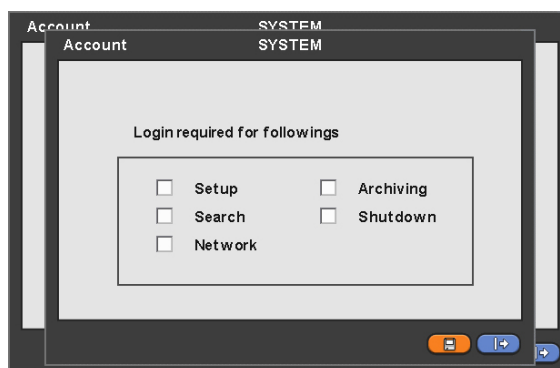 Account SYSTEM
Account SYSTEM
Login required for followings
Setup Archiving
Search Shutdown
Network